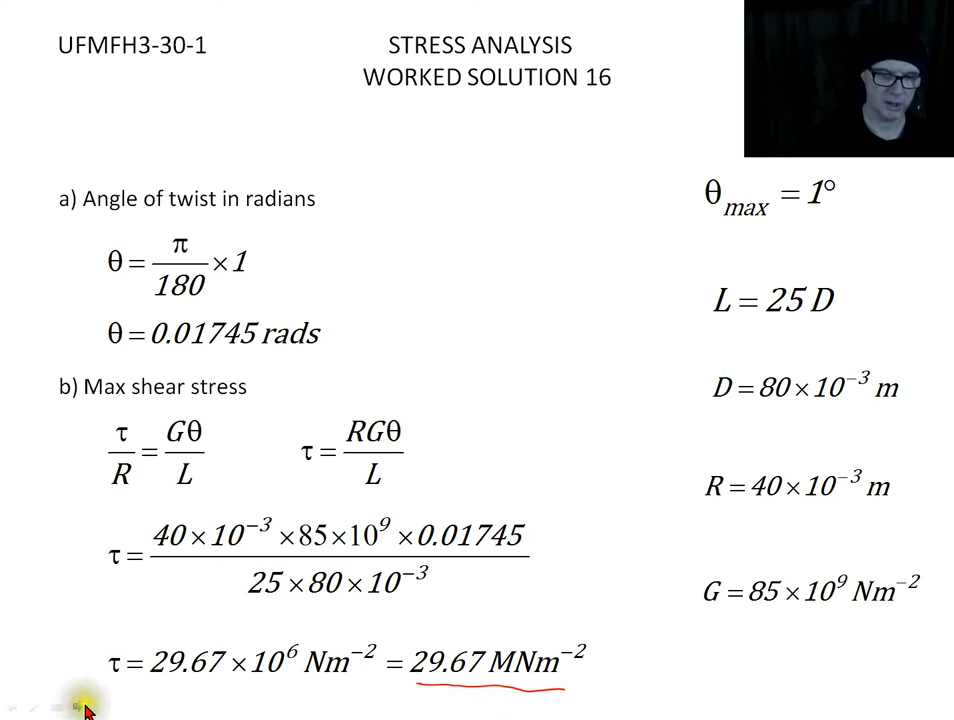 UFMFH3-30-1
STRESS ANALYSIS
WORKED SOLUTION 16
a) Angle of twist in radians
θ = π/180 × 1
θ = 0.01745 rads
b) Max shear stress
τ/R = Gθ/L
τ = RGθ/L
τ = 40 × 10⁻³ × 85 × 10⁹ × 0.01745 / 25 × 80 × 10⁻³
τ = 29.67 × 10⁶ Nm⁻² = 29.67 MNm⁻²
θmax = 1°
L = 25 D
D = 80 × 10⁻³ m
R = 40 × 10⁻³ m
G = 85 × 10⁹ Nm⁻²